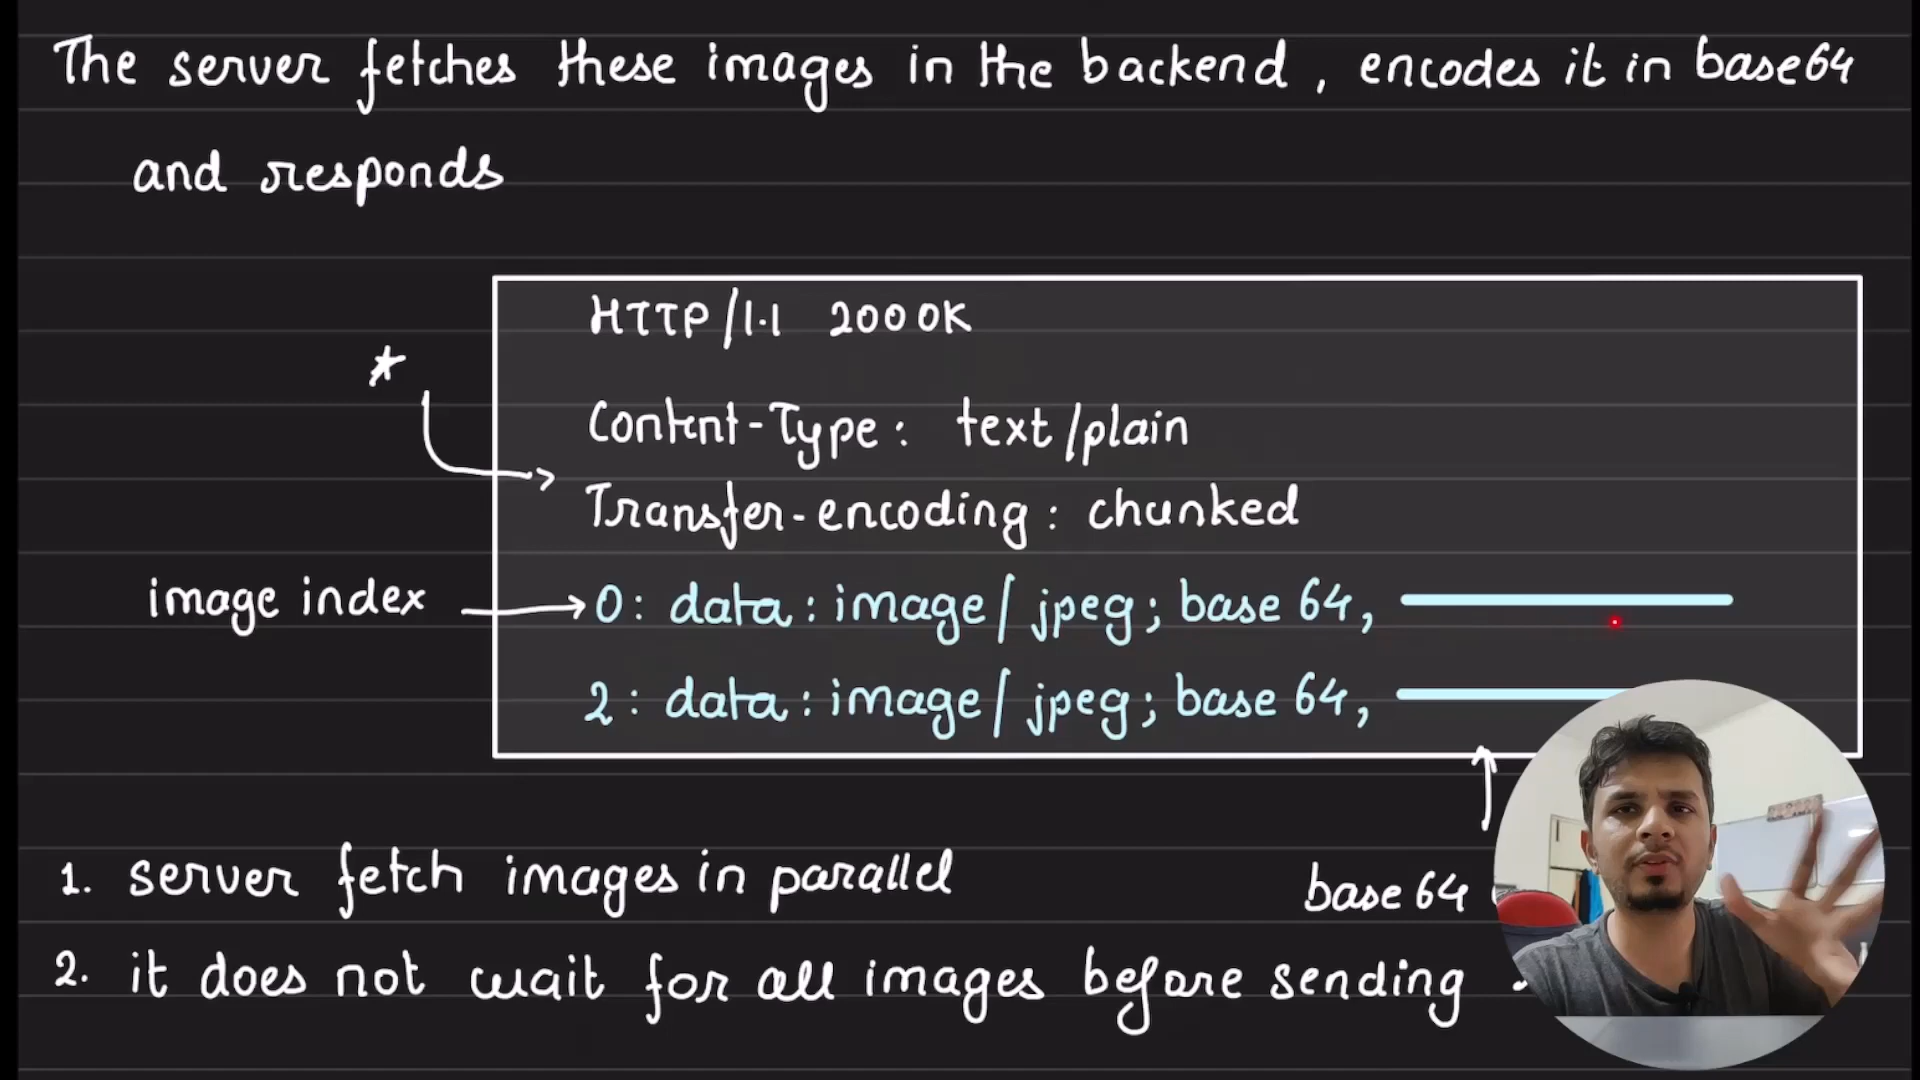 The server fetches these images in the backend, encodes it in base64
and responds
HTTP/1.1 200 OK
*
Content-Type: text/plain
Transfer-encoding: chunked
image index → 0: data: image/jpeg; base 64,
2: data: image/jpeg; base 64,
1. server fetch images in parallel
base 64
2. it does not wait for all images before sending